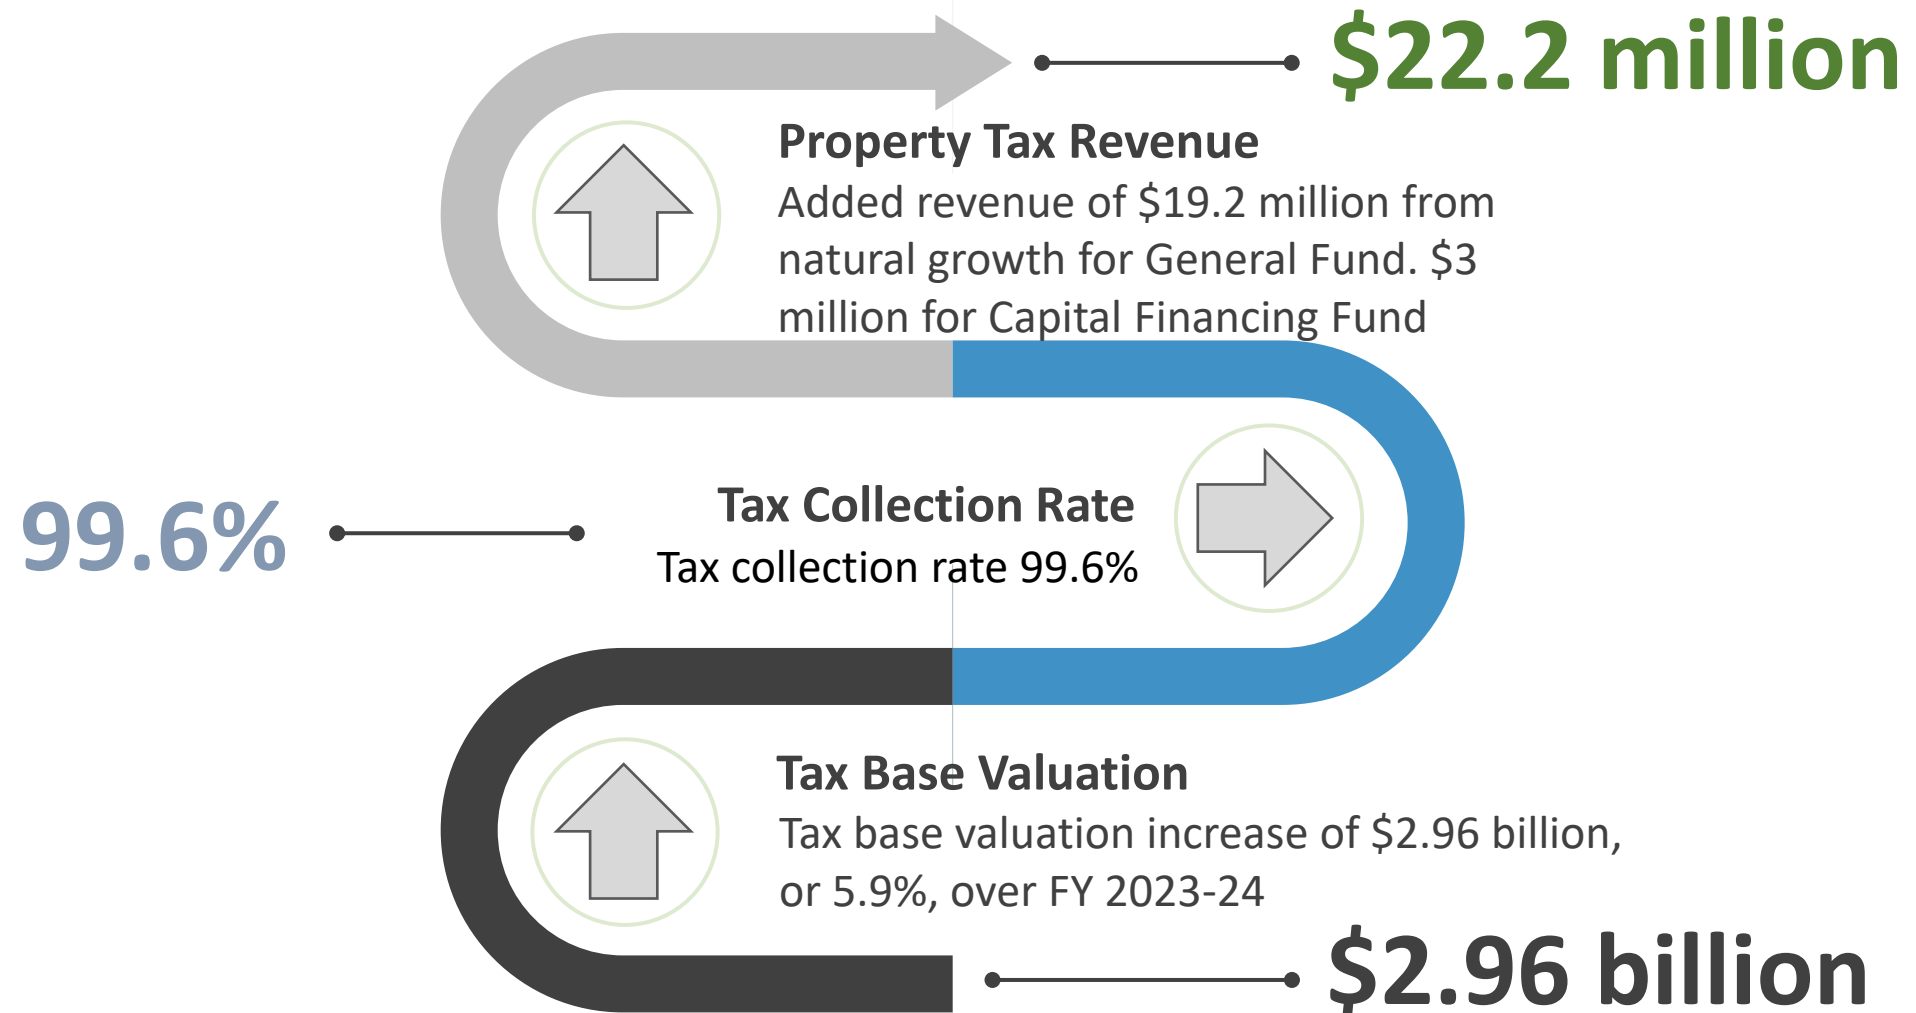 $22.2 million
Property Tax Revenue
Added revenue of $19.2 million from
natural growth for General Fund. $3
million for Capital Financing Fund
99.6%
Tax Collection Rate
Tax collection rate 99.6%
Tax Base Valuation
Tax base valuation increase of $2.96 billion,
or 5.9%, over FY 2023-24
$2.96 billion